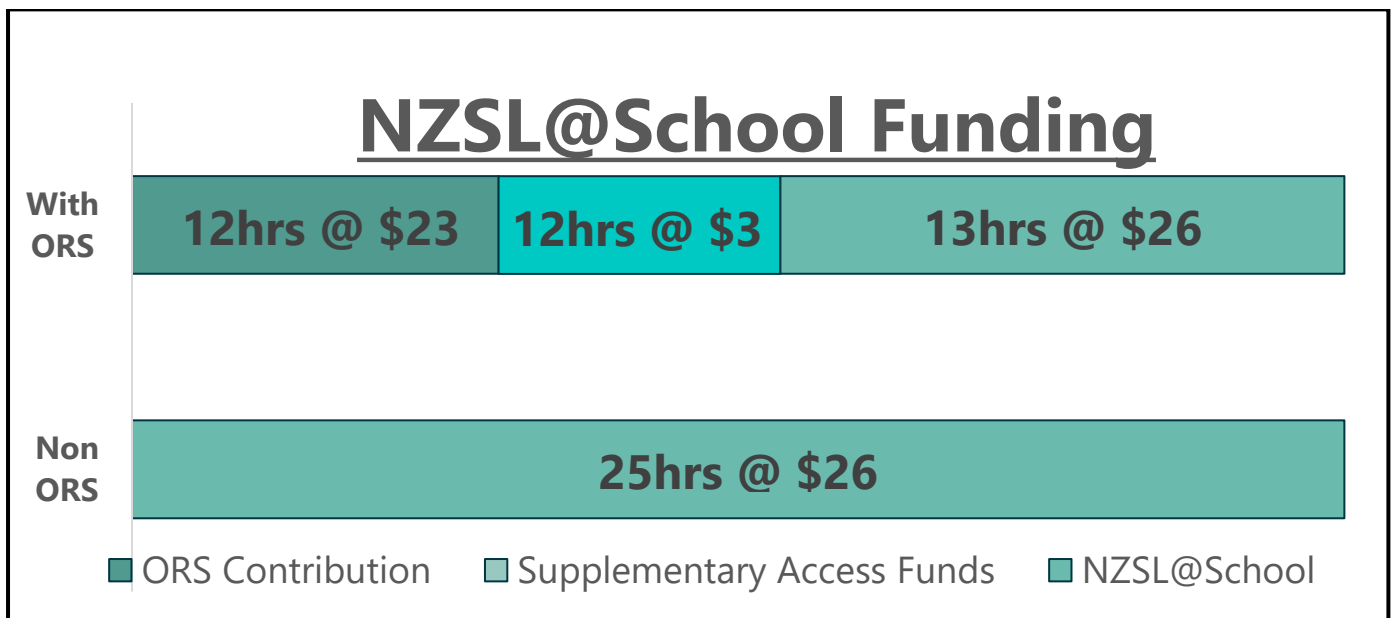 NZSL@School Funding
With
ORS
12hrs @ $23
12hrs @ $3
13hrs @ $26
Non
ORS
25hrs @ $26
ORS Contribution
Supplementary Access Funds
NZSL@School